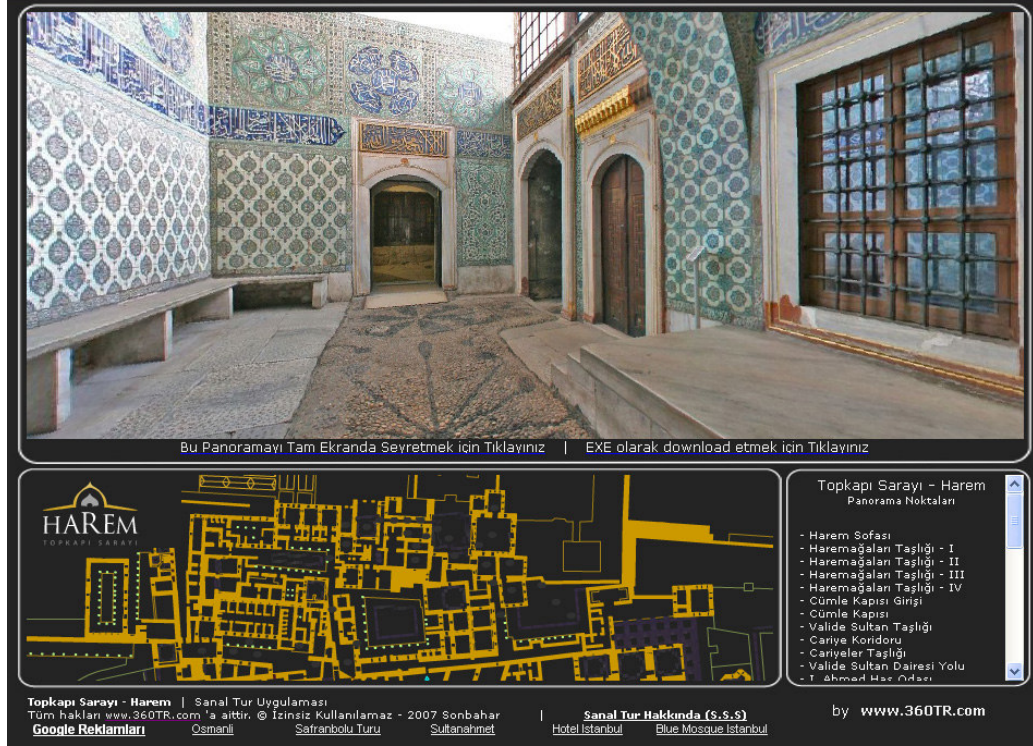 Bu Panoramayı Tam Ekranda Seyretmek için Tıklayınız | EXE olarak download etmek için Tıklayınız
HAREM
TOPKAPI SARAYI
Topkapı Sarayı - Harem
Panorama Noktaları
- Harem Sofası
- Haremağaları Taşlığı - I
- Haremağaları Taşlığı - II
- Haremağaları Taşlığı - III
- Haremağaları Taşlığı - IV
- Cümle Kapısı Girişi
- Cümle Kapısı
- Valide Sultan Taşlığı
- Cariye Koridoru
- Cariyeler Taşlığı
- Valide Sultan Dairesi Yolu
- I. Ahmed Has Odası
Topkapı Sarayı - Harem | Sanal Tur Uygulaması
Tüm hakları www.360TR.com 'a aittir. © İzinsiz Kullanılamaz - 2007 Sonbahar | Sanal Tur Hakkında (S.S.S)
by www.360TR.com
Google Reklamları Osmanli Safranbolu Turu Sultanahmet Hotel Istanbul Blue Mosque Istanbul